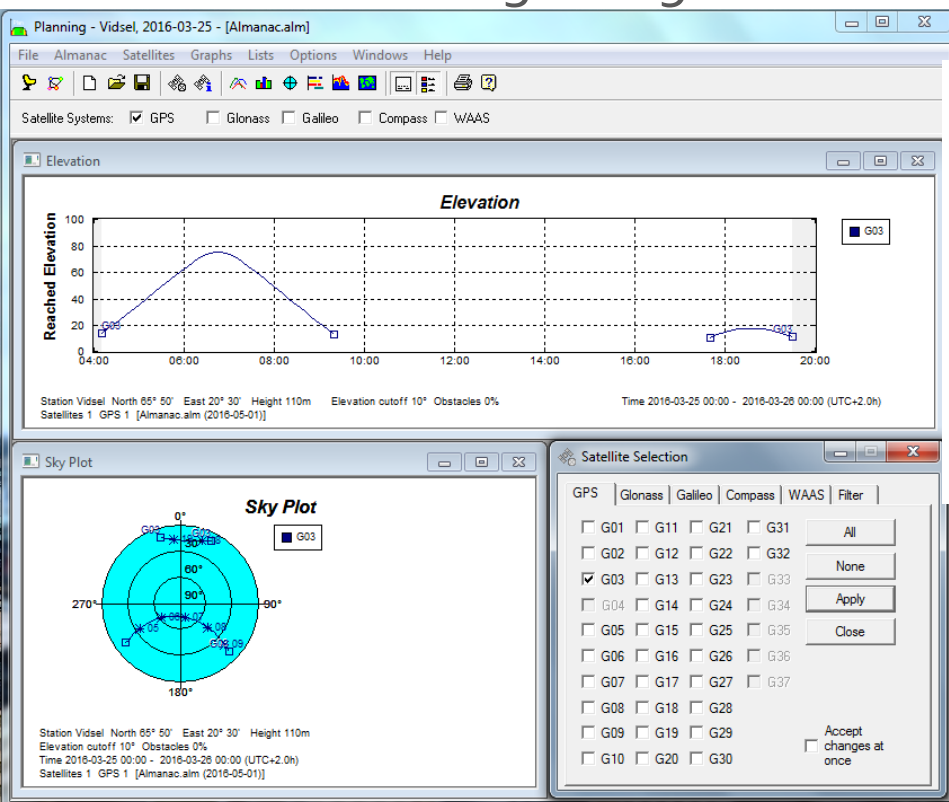 Planning - Vidsel, 2016-03-25 - [Almanac.alm]
File Almanac Satellites Graphs Lists Options Windows Help
Satellite Systems: GPS Glonass Galileo Compass WAAS
Elevation
Elevation
Reached Elevation
100
80
60
40
20
0
G03
G03
G03
04:00 06:00 08:00 10:00 12:00 14:00 16:00 18:00 20:00
Station Vidsel North 65° 50' East 20° 30' Height 110m Elevation cutoff 10° Obstacles 0% Time 2016-03-25 00:00 - 2016-03-26 00:00 (UTC+2.0h)
Satellites 1 GPS 1 [Almanac.alm (2016-05-01)]
Sky Plot
Sky Plot
G03
0°
G03
30°
60°
90°
270°
90°
06 07
05
08
09
180°
Station Vidsel North 65° 50' East 20° 30' Height 110m
Elevation cutoff 10° Obstacles 0%
Time 2016-03-25 00:00 - 2016-03-26 00:00 (UTC+2.0h)
Satellites 1 GPS 1 [Almanac.alm (2016-05-01)]
Satellite Selection
GPS Glonass Galileo Compass WAAS Filter
G01 G11 G21 G31
G02 G12 G22 G32
G03 G13 G23 G33
G04 G14 G24 G34
G05 G15 G25 G35
G06 G16 G26 G36
G07 G17 G27 G37
G08 G18 G28
G09 G19 G29
G10 G20 G30
All
None
Apply
Close
Accept
changes at
once